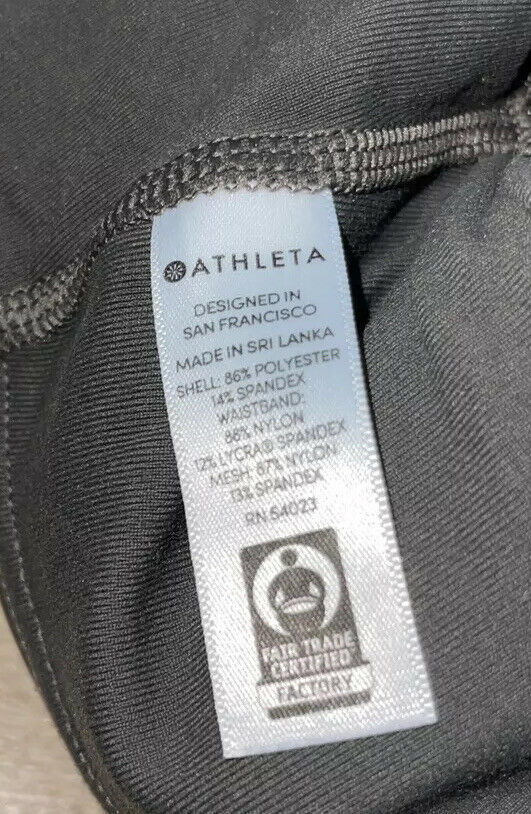 ATHLETA
DESIGNED IN
SAN FRANCISCO
MADE IN SRI LANKA
SHELL: 86% POLYESTER
14% SPANDEX
WAISTBAND:
88% NYLON
12% LYCRA® SPANDEX
MESH: 87% NYLON
13% SPANDEX
RN 54023
FAIR TRADE
CERTIFIED
FACTORY